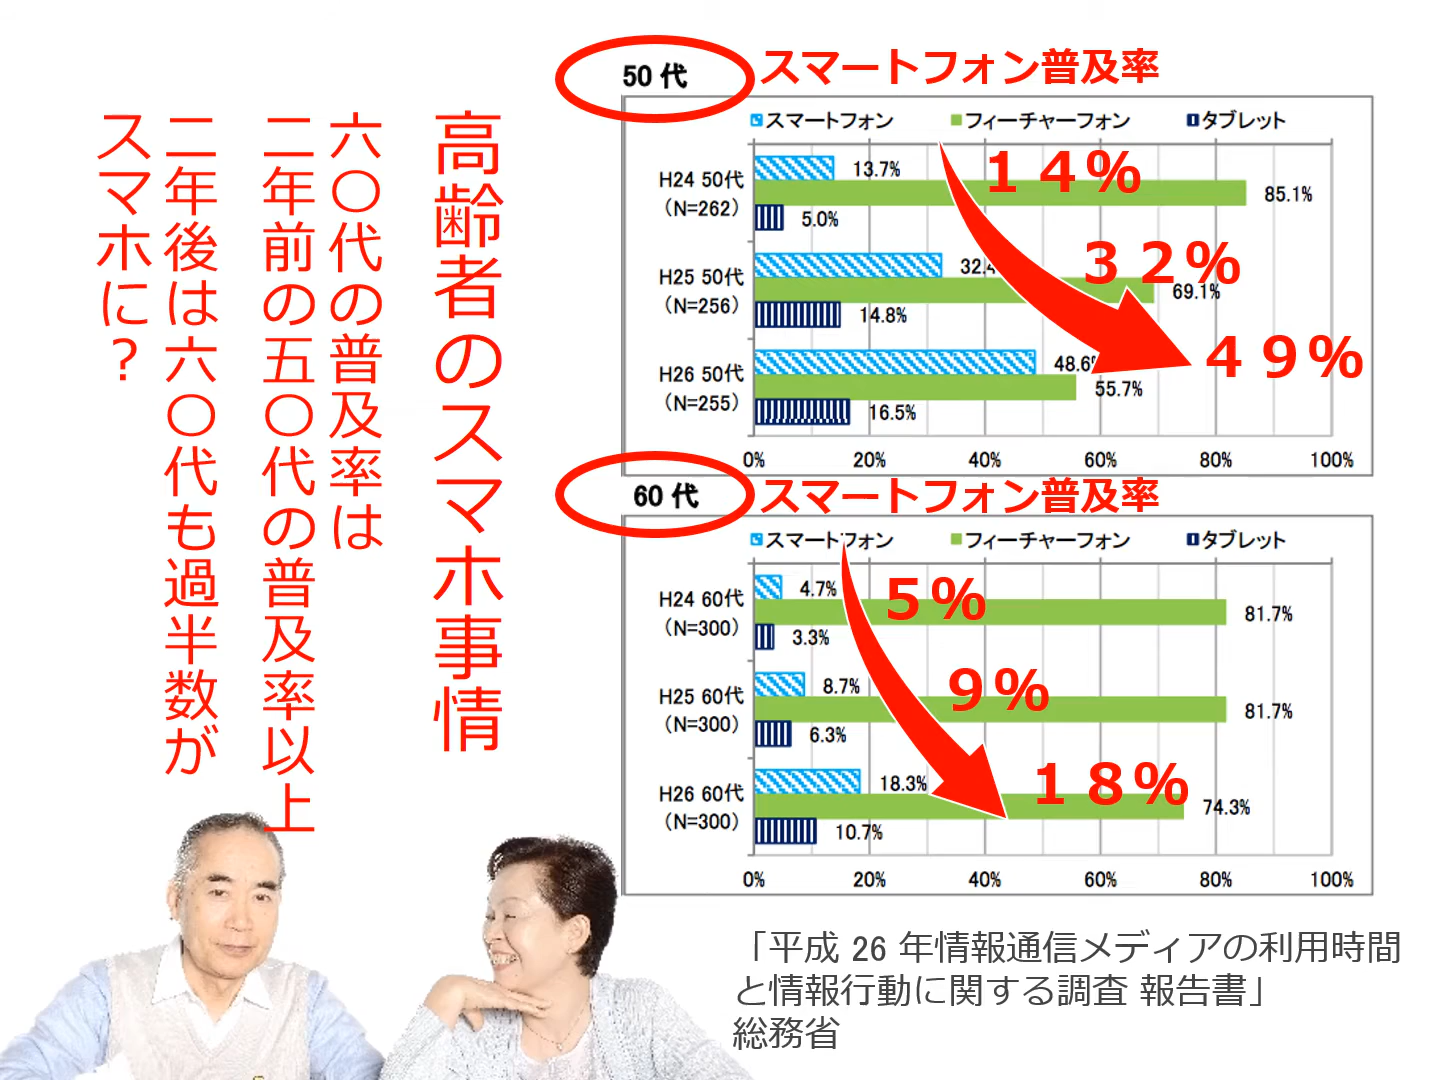 高齢者のスマホ事情
六〇代の普及率は
二年前の五〇代の普及率以上
二年後は六〇代も過半数が
スマホに？
50 代
スマートフォン普及率
スマートフォン フィーチャーフォン タブレット
H24 50代
（N=262）
13.7%
85.1%
5.0%
14%
H25 50代
（N=256）
32.4
69.1%
14.8%
32%
H26 50代
（N=255）
48.6%
55.7%
16.5%
49%
0% 20% 40% 60% 80% 100%
60 代
スマートフォン普及率
スマートフォン フィーチャーフォン タブレット
H24 60代
（N=300）
4.7%
81.7%
3.3%
5%
H25 60代
（N=300）
8.7%
81.7%
6.3%
9%
H26 60代
（N=300）
18.3%
74.3%
10.7%
18%
0% 20% 40% 60% 80% 100%
「平成 26 年情報通信メディアの利用時間
と情報行動に関する調査 報告書」
総務省